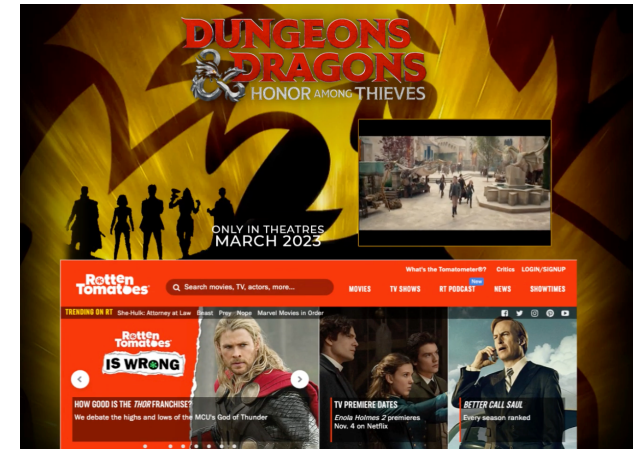 DUNGEONS
& DRAGONS
HONOR AMONG THIEVES
ONLY IN THEATRES
MARCH 2023
What's the Tomatometer®? Critics LOGIN/SIGNUP
Rotten
Tomatoes
Search movies, TV, actors, more...
New
MOVIES TV SHOWS RT PODCAST NEWS SHOWTIMES
TRENDING ON RT She-Hulk: Attorney at Law Beast Prey Nope Marvel Movies in Order
Rotten
Tomatoes
IS WRONG
HOW GOOD IS THE THOR FRANCHISE?
We debate the highs and lows of the MCU's God of Thunder
TV PREMIERE DATES
Enola Holmes 2 premieres
Nov. 4 on Netflix
BETTER CALL SAUL
Every season ranked